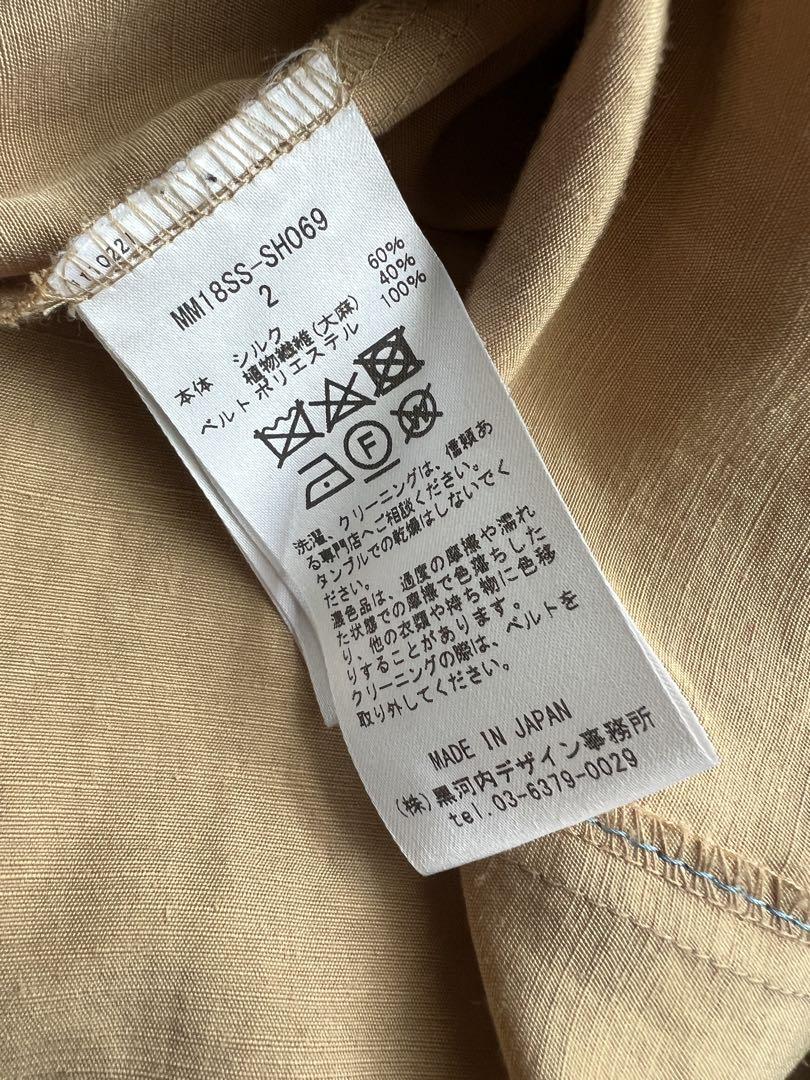 MM18SS-SH069
2
本体 シルク 60%
植物繊維(大麻) 40%
ベルト ポリエステル 100%
F
W
洗濯、クリーニングは、信頼あ
る専門店へご相談ください。
タンブルでの乾燥はしないでく
ださい。
濃色品は、過度の摩擦や濡れ
た状態での摩擦で色落ちした
り、他の衣類や持ち物に色移
りすることがあります。
クリーニングの際は、ベルトを
取り外してください。
MADE IN JAPAN
(株)黒河内デザイン事務所
tel.03-6379-0029